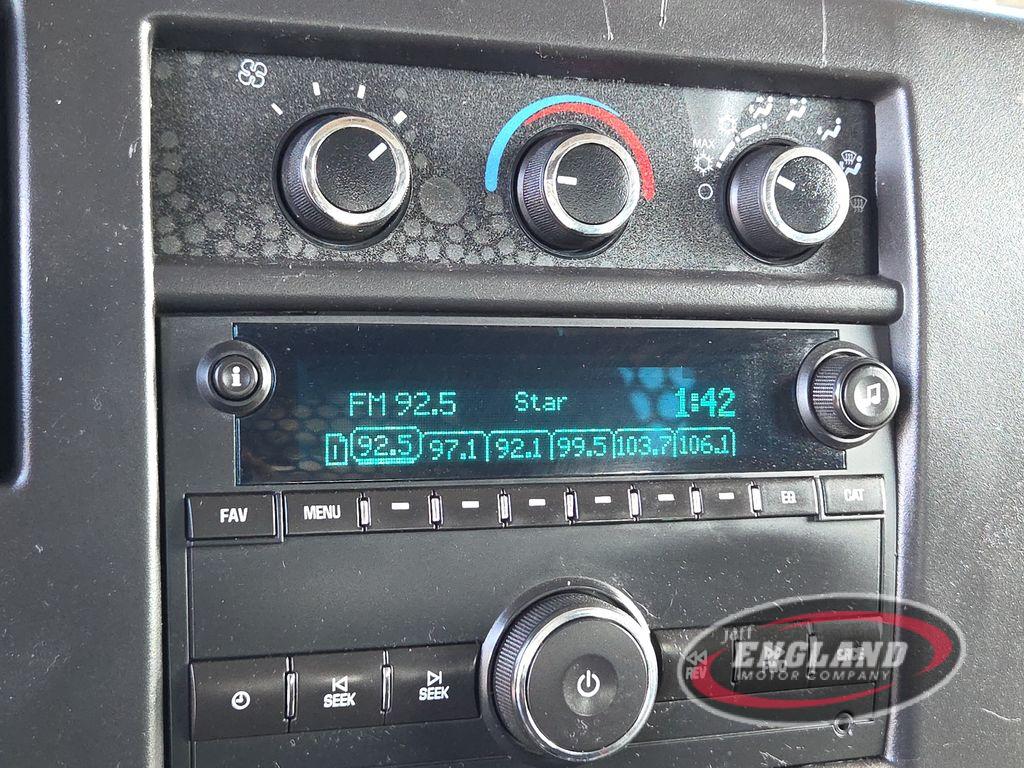 MAX
i
FM 92.5 Star 1:42
1 92.5 97.1 92.1 99.5 103.7 106.1
FAV MENU EQ CAT
SEEK SEEK REV
Jeff
ENGLAND
MOTOR COMPANY